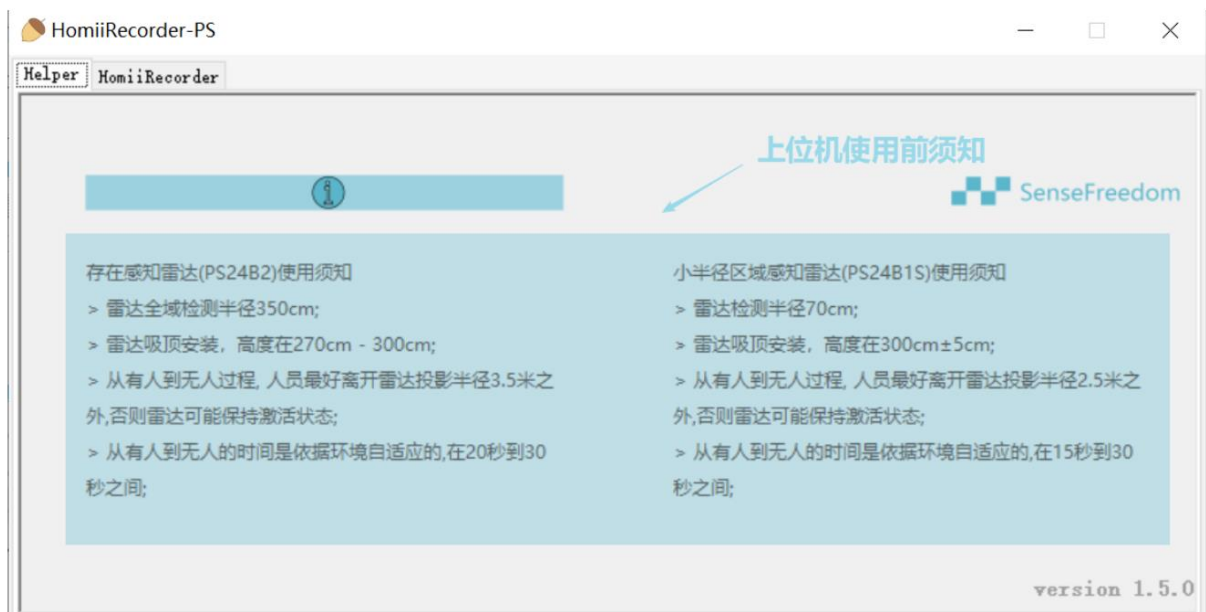 HomiiRecorder-PS
Helper
HomiiRecorder
上位机使用前须知
SenseFreedom
存在感知雷达(PS24B2)使用须知
> 雷达全域检测半径350cm;
> 雷达吸顶安装，高度在270cm - 300cm;
> 从有人到无人过程, 人员最好离开雷达投影半径3.5米之
外,否则雷达可能保持激活状态;
> 从有人到无人的时间是依据环境自适应的,在20秒到30
秒之间;
小半径区域感知雷达(PS24B1S)使用须知
> 雷达检测半径70cm;
> 雷达吸顶安装，高度在300cm±5cm;
> 从有人到无人过程, 人员最好离开雷达投影半径2.5米之
外,否则雷达可能保持激活状态;
> 从有人到无人的时间是依据环境自适应的,在15秒到30
秒之间;
version 1.5.0